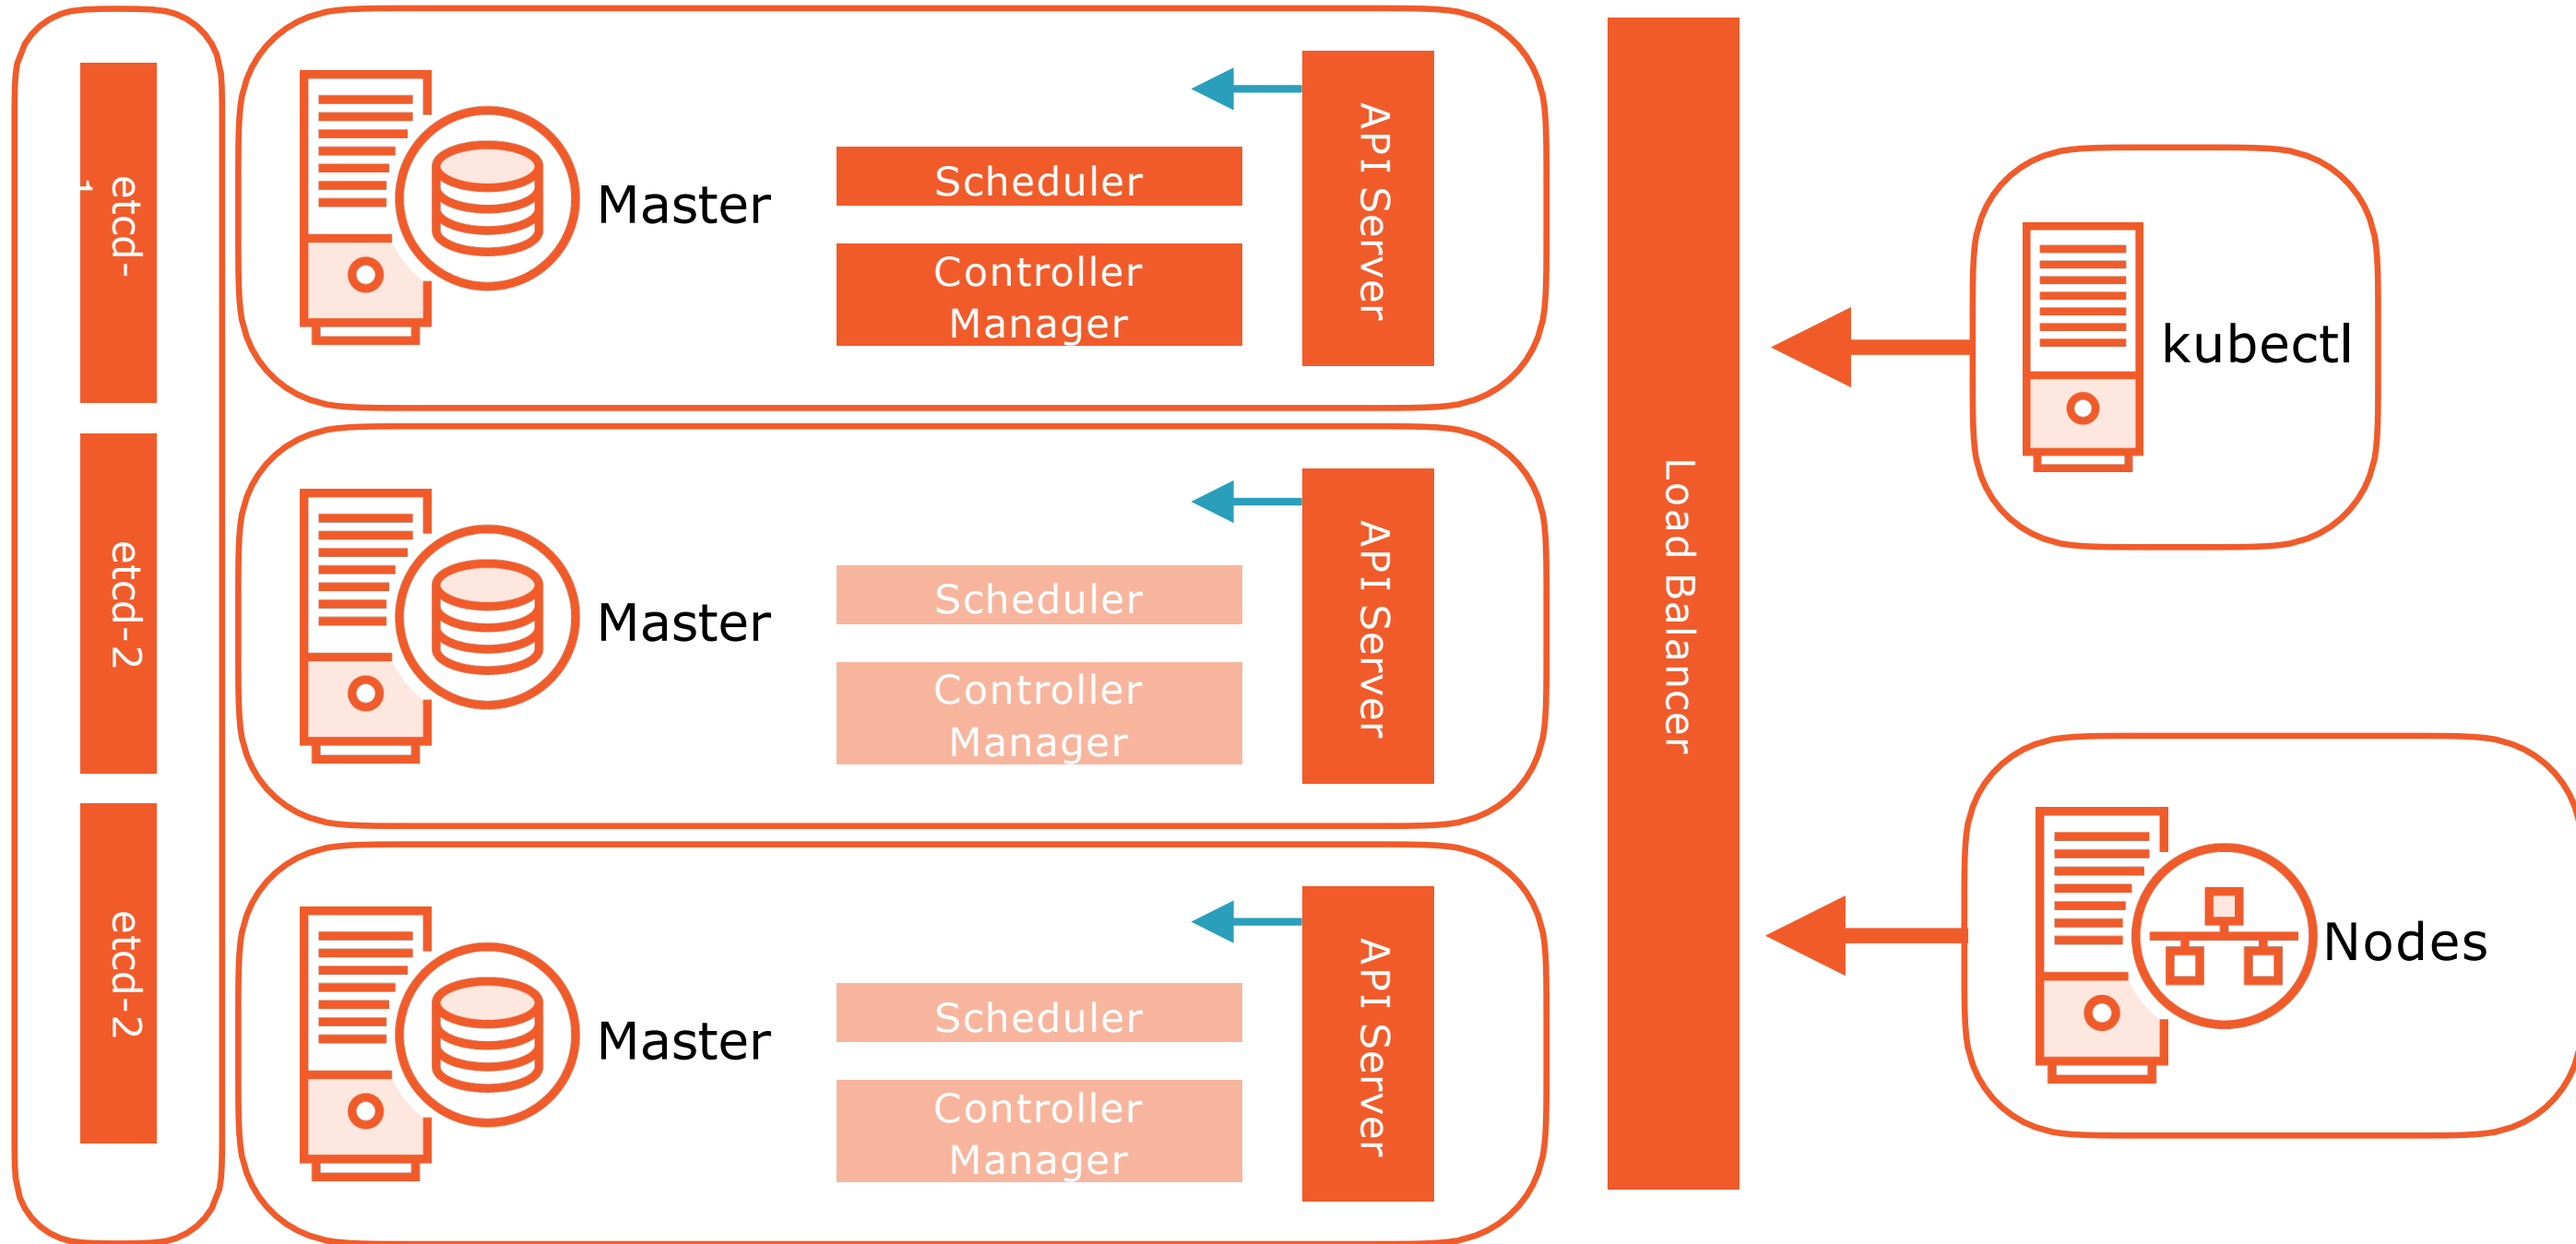 etcd-
1
etcd-2
etcd-2
Master
Scheduler
Controller
Manager
API Server
Master
Scheduler
Controller
Manager
API Server
Master
Scheduler
Controller
Manager
API Server
Load Balancer
kubectl
Nodes